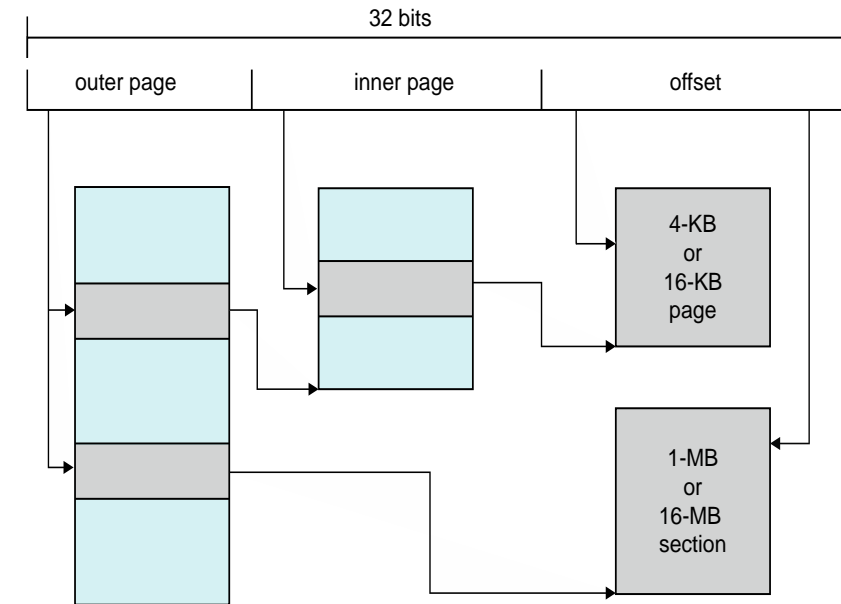 32 bits
outer page
inner page
offset
4-KB
or
16-KB
page
1-MB
or
16-MB
section